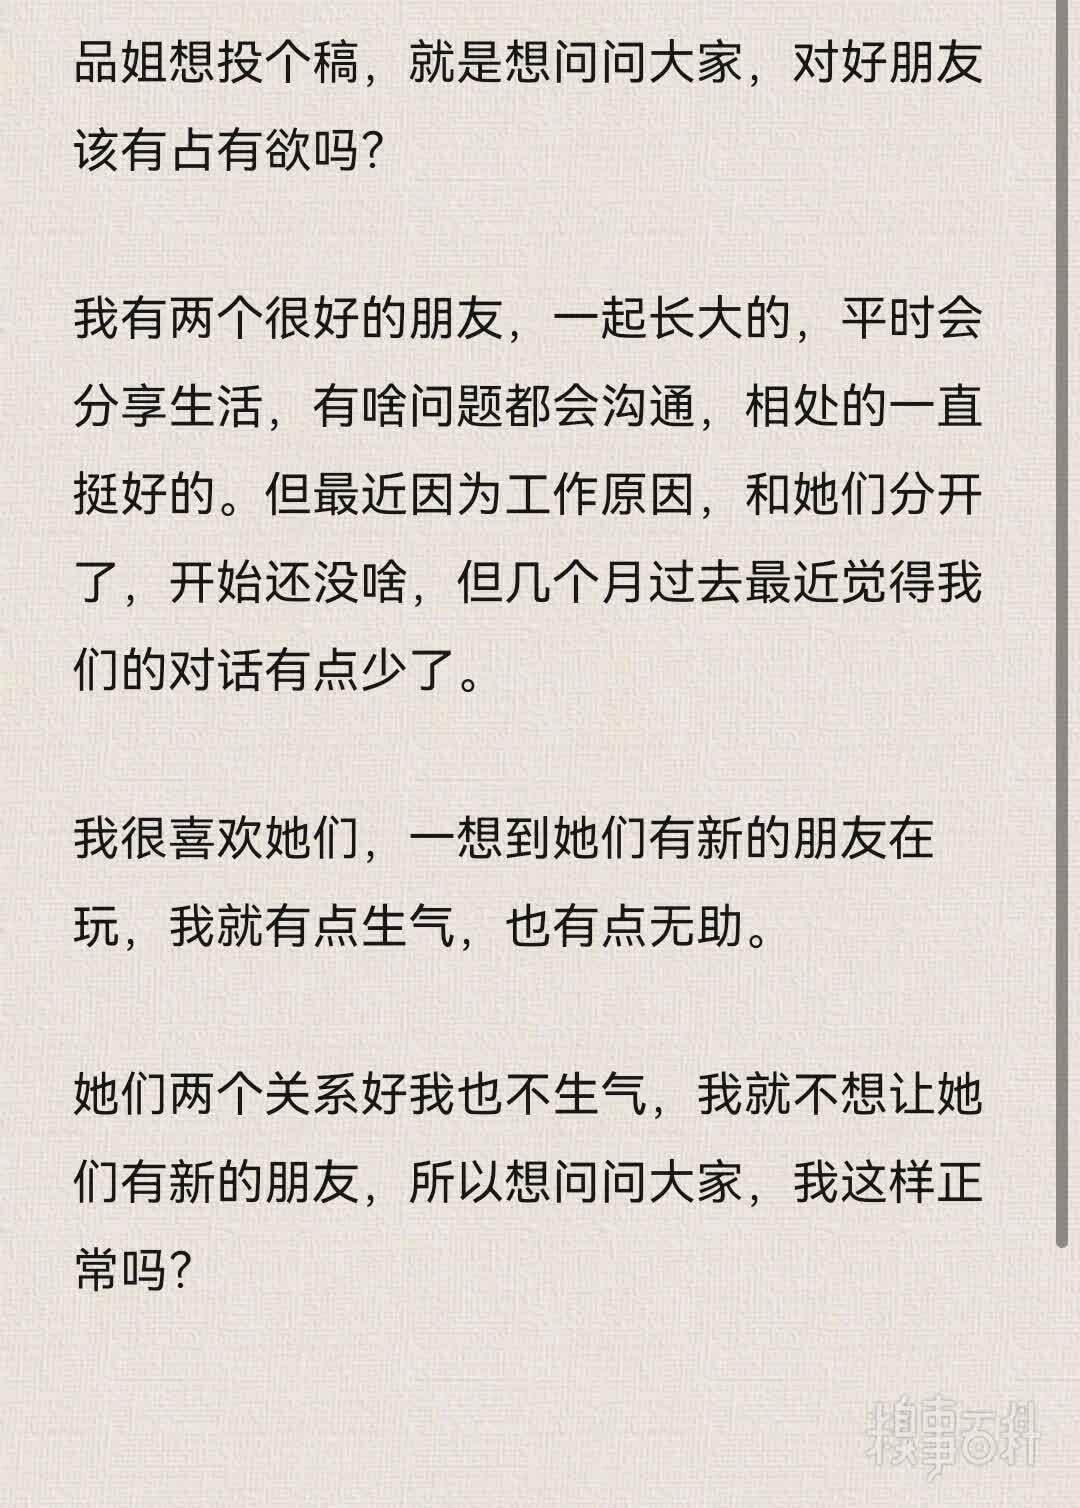 品姐想投个稿，就是想问问大家，对好朋友
该有占有欲吗？
我有两个很好的朋友，一起长大的，平时会
分享生活，有啥问题都会沟通，相处的一直
挺好的。但最近因为工作原因，和她们分开
了，开始还没啥，但几个月过去最近觉得我
们的对话有点少了。
我很喜欢她们，一想到她们有新的朋友在
玩，我就有点生气，也有点无助。
她们两个关系好我也不生气，我就不想让她
们有新的朋友，所以想问问大家，我这样正
常吗？
糗事百科